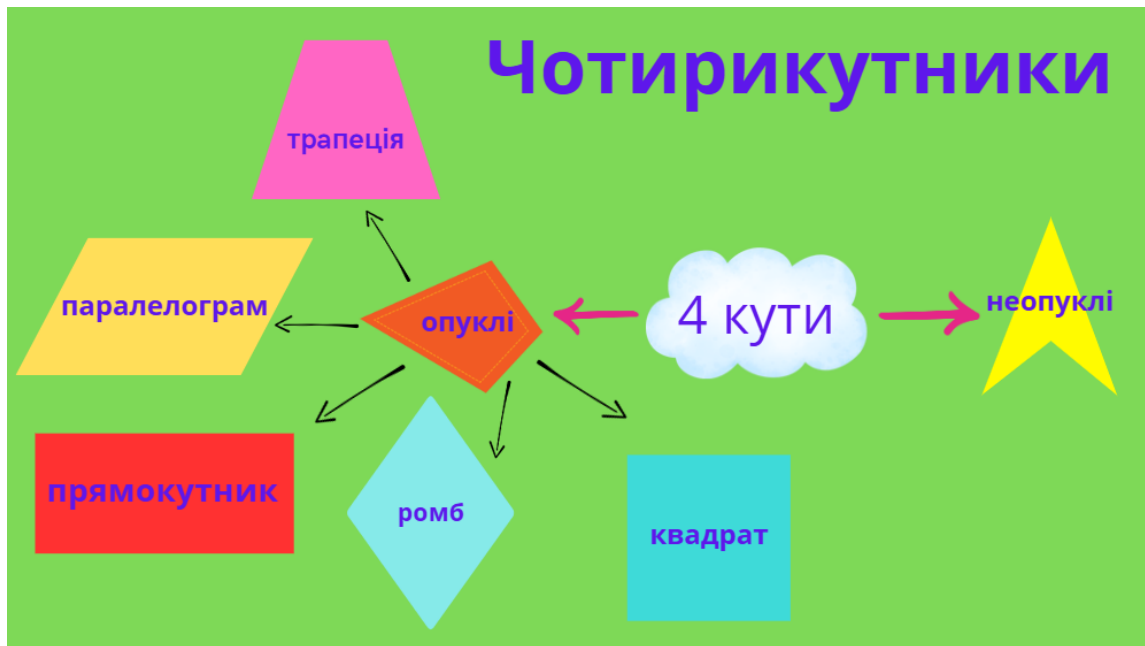 Чотирикутники
трапеція
паралелограм
опуклі
4 кути
неопуклі
прямокутник
ромб
квадрат